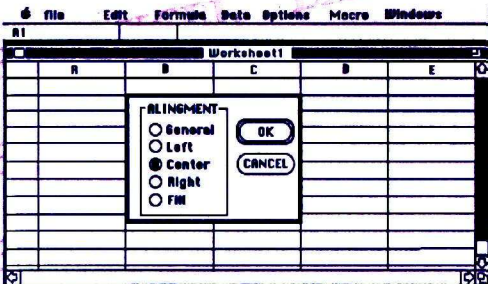 file Edit Formula Data Options Macro Windows
A1
Worksheet1
A B C D E
ALINGMENT
General
Left
Center
Right
Fill
OK
CANCEL